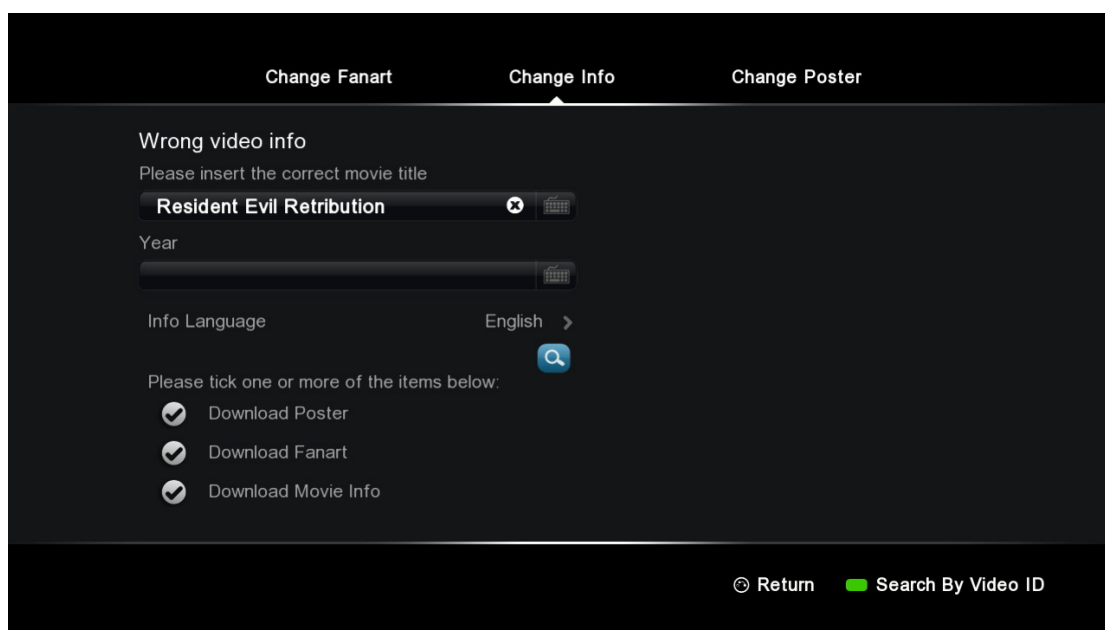 Change Fanart Change Info Change Poster
Wrong video info
Please insert the correct movie title
Resident Evil Retribution
Year
Info Language English
Please tick one or more of the items below:
Download Poster
Download Fanart
Download Movie Info
Return Search By Video ID